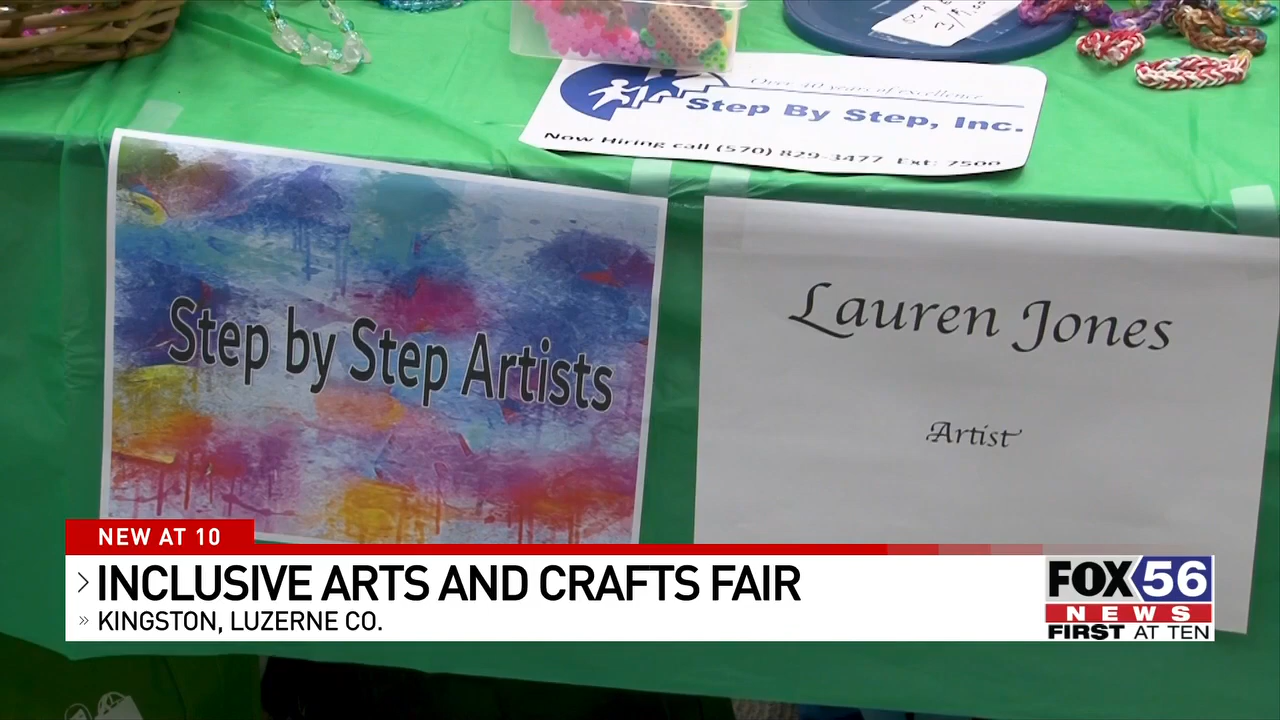 Over 40 years of excellence
Step By Step, Inc.
Now Hiring call (570) 829-3477 Ext: 7500
Step by Step Artists
Lauren Jones
Artist
NEW AT 10
INCLUSIVE ARTS AND CRAFTS FAIR
KINGSTON, LUZERNE CO.
FOX 56
NEWS
FIRST AT TEN